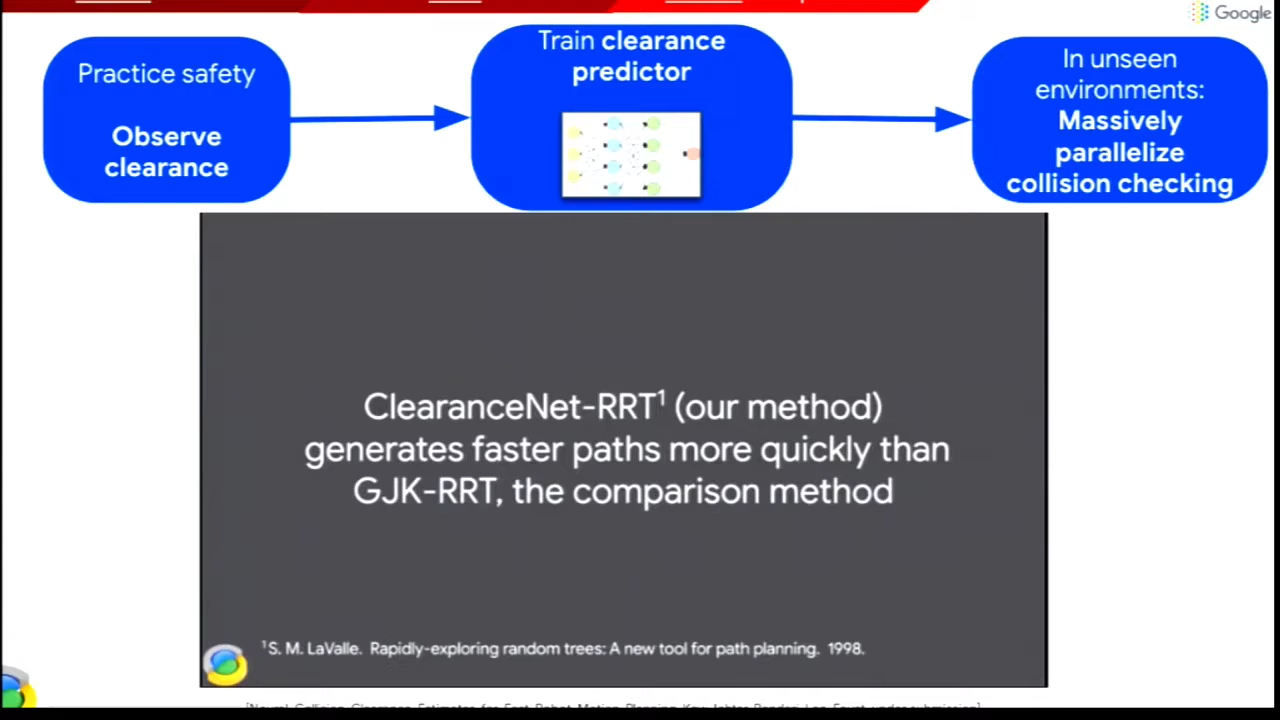 Google
Practice safety
Observe
clearance
Train clearance
predictor
In unseen
environments:
Massively
parallelize
collision checking
ClearanceNet-RRT¹ (our method)
generates faster paths more quickly than
GJK-RRT, the comparison method
¹S. M. LaValle. Rapidly-exploring random trees: A new tool for path planning. 1998.